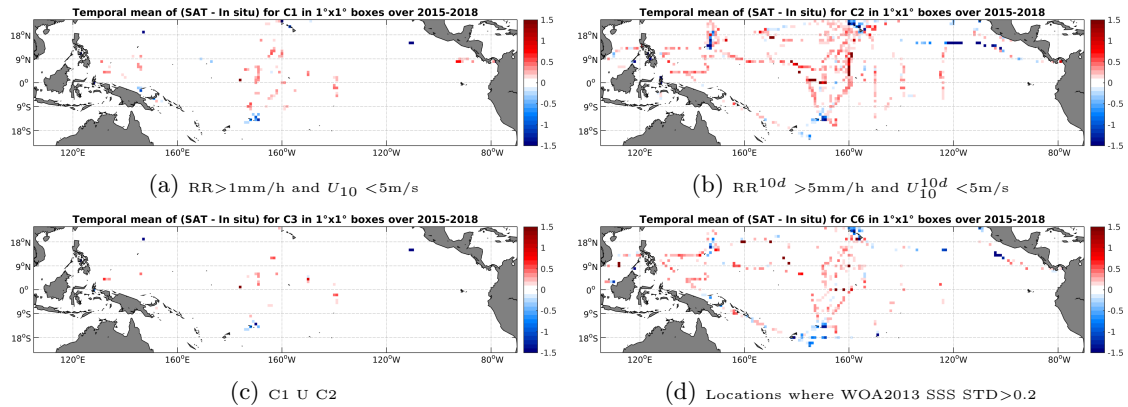 Temporal mean of (SAT - In situ) for C1 in 1°x1° boxes over 2015-2018
18°N
9°N
0°
9°S
18°S
120°E
160°E
160°W
120°W
80°W
1.5
1
0.5
0
-0.5
-1
-1.5
(a) RR>1mm/h and U10 <5m/s
Temporal mean of (SAT - In situ) for C2 in 1°x1° boxes over 2015-2018
18°N
9°N
0°
9°S
18°S
120°E
160°E
160°W
120°W
80°W
1.5
1
0.5
0
-0.5
-1
-1.5
(b) RR^10d >5mm/h and U_10^10d <5m/s
Temporal mean of (SAT - In situ) for C3 in 1°x1° boxes over 2015-2018
18°N
9°N
0°
9°S
18°S
120°E
160°E
160°W
120°W
80°W
1.5
1
0.5
0
-0.5
-1
-1.5
(c) C1 U C2
Temporal mean of (SAT - In situ) for C6 in 1°x1° boxes over 2015-2018
18°N
9°N
0°
9°S
18°S
120°E
160°E
160°W
120°W
80°W
1.5
1
0.5
0
-0.5
-1
-1.5
(d) Locations where WOA2013 SSS STD>0.2